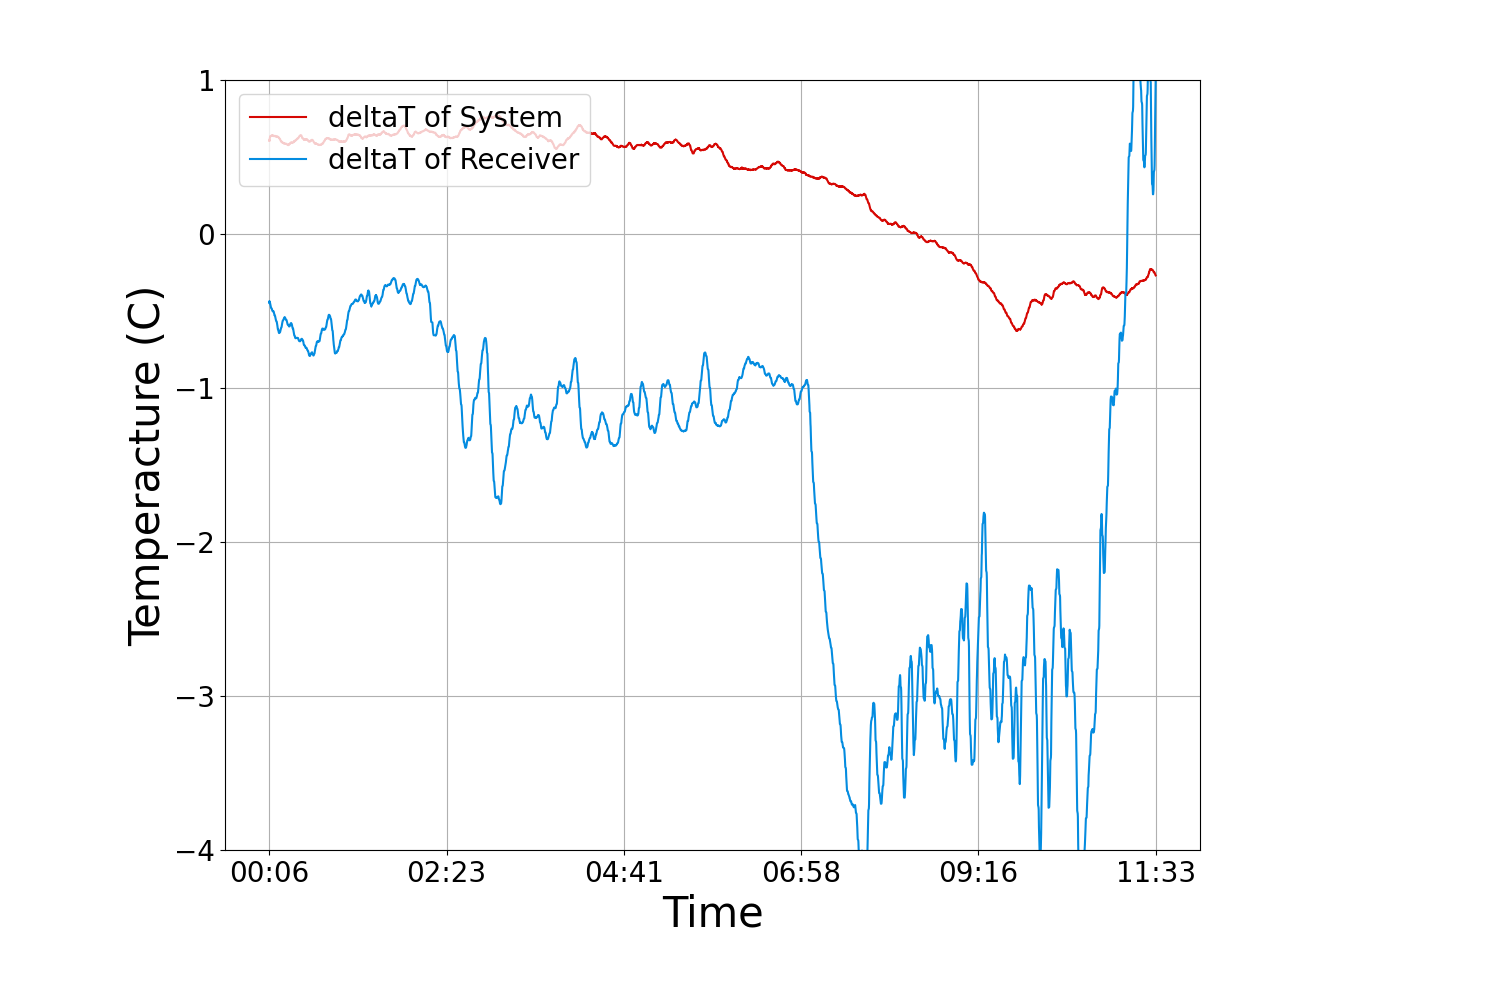 deltaT of System
deltaT of Receiver
1
0
−1
−2
−3
−4
Temperacture (C)
00:06 02:23 04:41 06:58 09:16 11:33
Time